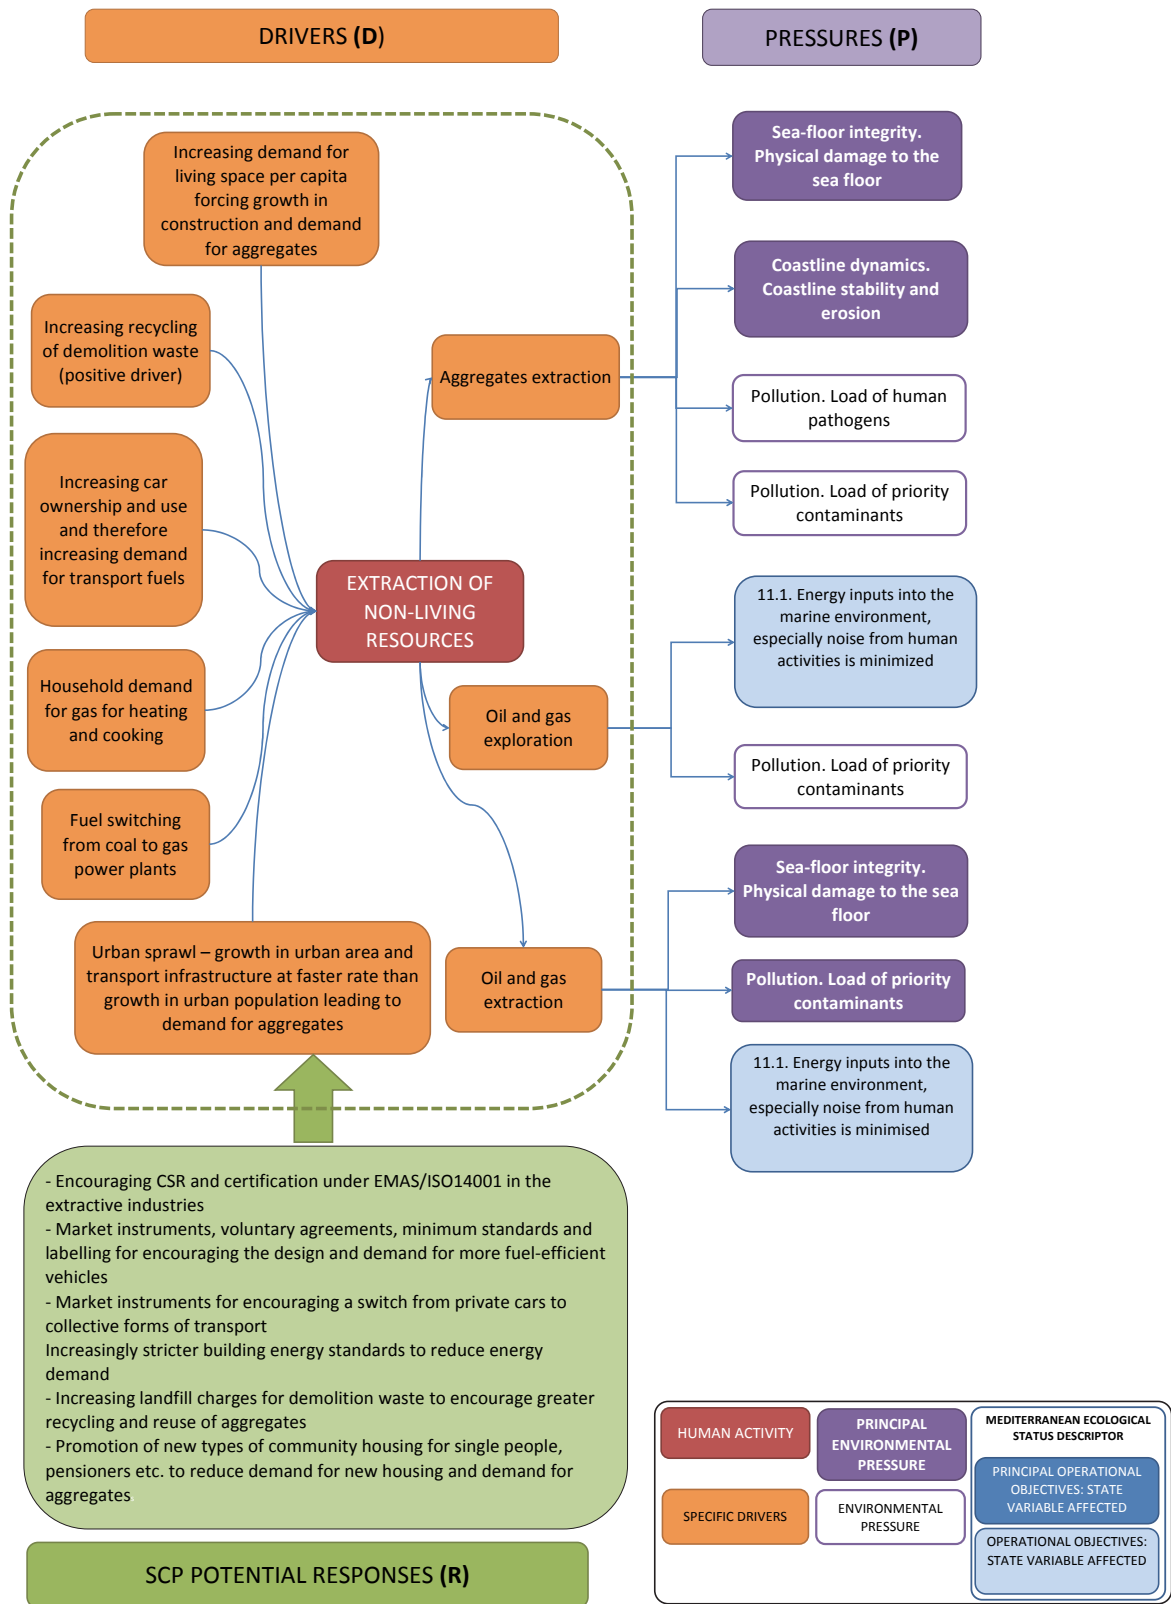 DRIVERS (D)
PRESSURES (P)
Increasing demand for
living space per capita
forcing growth in
construction and demand
for aggregates
Increasing recycling
of demolition waste
(positive driver)
Increasing car
ownership and use
and therefore
increasing demand
for transport fuels
Household demand
for gas for heating
and cooking
Fuel switching
from coal to gas
power plants
Urban sprawl – growth in urban area and
transport infrastructure at faster rate than
growth in urban population leading to
demand for aggregates
EXTRACTION OF
NON-LIVING
RESOURCES
Aggregates extraction
Oil and gas
exploration
Oil and gas
extraction
Sea-floor integrity.
Physical damage to the
sea floor
Coastline dynamics.
Coastline stability and
erosion
Pollution. Load of human
pathogens
Pollution. Load of priority
contaminants
11.1. Energy inputs into the
marine environment,
especially noise from human
activities is minimized
Pollution. Load of priority
contaminants
Sea-floor integrity.
Physical damage to the sea
floor
Pollution. Load of priority
contaminants
11.1. Energy inputs into the
marine environment,
especially noise from human
activities is minimised
- Encouraging CSR and certification under EMAS/ISO14001 in the
extractive industries
- Market instruments, voluntary agreements, minimum standards and
labelling for encouraging the design and demand for more fuel-efficient
vehicles
- Market instruments for encouraging a switch from private cars to
collective forms of transport
Increasingly stricter building energy standards to reduce energy
demand
- Increasing landfill charges for demolition waste to encourage greater
recycling and reuse of aggregates
- Promotion of new types of community housing for single people,
pensioners etc. to reduce demand for new housing and demand for
aggregates
SCP POTENTIAL RESPONSES (R)
HUMAN ACTIVITY
SPECIFIC DRIVERS
PRINCIPAL
ENVIRONMENTAL
PRESSURE
ENVIRONMENTAL
PRESSURE
MEDITERRANEAN ECOLOGICAL
STATUS DESCRIPTOR
PRINCIPAL OPERATIONAL
OBJECTIVES: STATE
VARIABLE AFFECTED
OPERATIONAL OBJECTIVES:
STATE VARIABLE AFFECTED